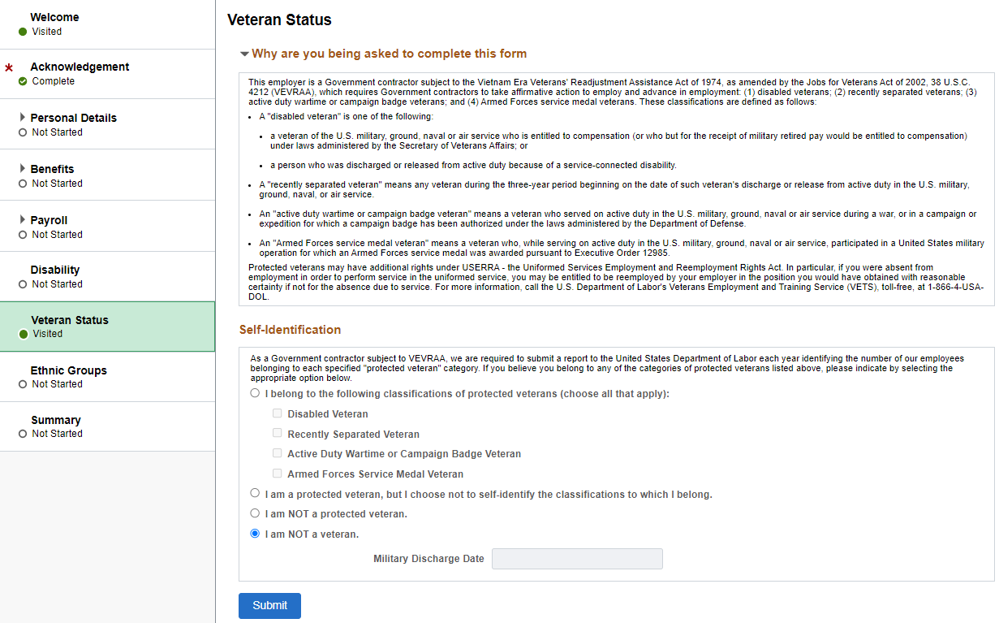 Welcome
Visited
Acknowledgement
Complete
Personal Details
Not Started
Benefits
Not Started
Payroll
Not Started
Disability
Not Started
Veteran Status
Visited
Ethnic Groups
Not Started
Summary
Not Started
Veteran Status
Why are you being asked to complete this form
This employer is a Government contractor subject to the Vietnam Era Veterans' Readjustment Assistance Act of 1974, as amended by the Jobs for Veterans Act of 2002, 38 U.S.C.
4212 (VEVRAA), which requires Government contractors to take affirmative action to employ and advance in employment: (1) disabled veterans; (2) recently separated veterans; (3)
active duty wartime or campaign badge veterans; and (4) Armed Forces service medal veterans. These classifications are defined as follows:
• A "disabled veteran" is one of the following:
• a veteran of the U.S. military, ground, naval or air service who is entitled to compensation (or who but for the receipt of military retired pay would be entitled to compensation)
under laws administered by the Secretary of Veterans Affairs; or
• a person who was discharged or released from active duty because of a service-connected disability.
• A "recently separated veteran" means any veteran during the three-year period beginning on the date of such veteran's discharge or release from active duty in the U.S. military,
ground, naval, or air service.
• An "active duty wartime or campaign badge veteran" means a veteran who served on active duty in the U.S. military, ground, naval or air service during a war, or in a campaign or
expedition for which a campaign badge has been authorized under the laws administered by the Department of Defense.
• An "Armed Forces service medal veteran" means a veteran who, while serving on active duty in the U.S. military, ground, naval or air service, participated in a United States military
operation for which an Armed Forces service medal was awarded pursuant to Executive Order 12985.
Protected veterans may have additional rights under USERRA - the Uniformed Services Employment and Reemployment Rights Act. In particular, if you were absent from
employment in order to perform service in the uniformed service, you may be entitled to be reemployed by your employer in the position you would have obtained with reasonable
certainty if not for the absence due to service. For more information, call the U.S. Department of Labor's Veterans Employment and Training Service (VETS), toll-free, at 1-866-4-USA-
DOL.
Self-Identification
As a Government contractor subject to VEVRAA, we are required to submit a report to the United States Department of Labor each year identifying the number of our employees
belonging to each specified "protected veteran" category. If you believe you belong to any of the categories of protected veterans listed above, please indicate by selecting the
appropriate option below.
I belong to the following classifications of protected veterans (choose all that apply):
Disabled Veteran
Recently Separated Veteran
Active Duty Wartime or Campaign Badge Veteran
Armed Forces Service Medal Veteran
I am a protected veteran, but I choose not to self-identify the classifications to which I belong.
I am NOT a protected veteran.
I am NOT a veteran.
Military Discharge Date
Submit